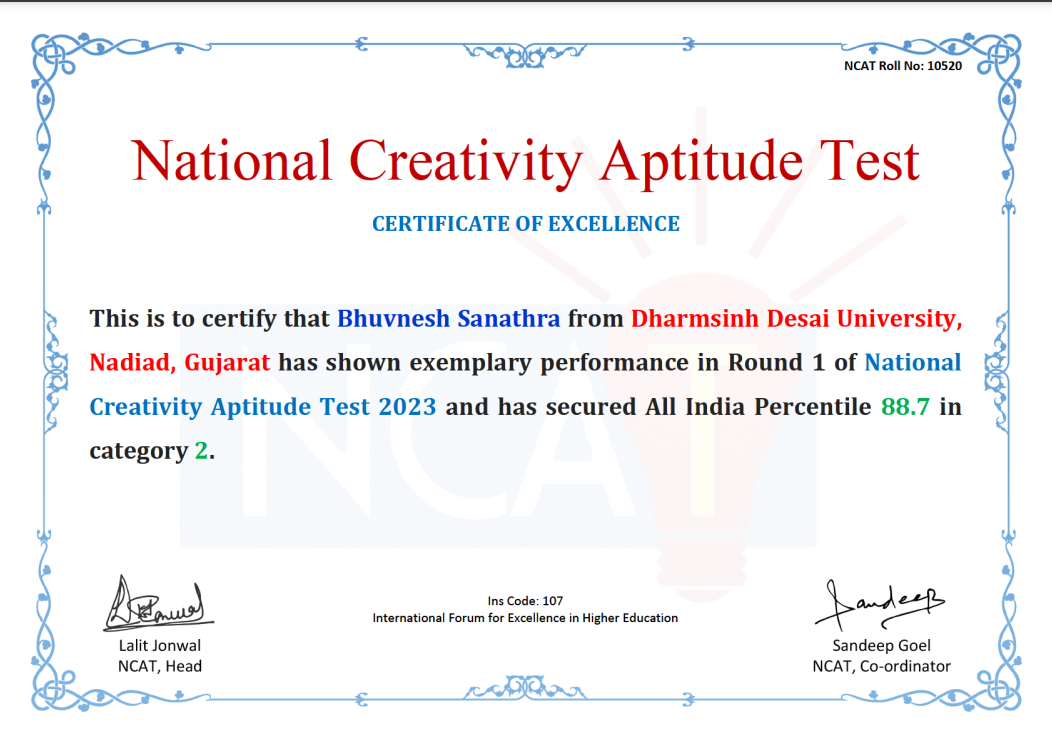 NCAT Roll No: 10520
National Creativity Aptitude Test
CERTIFICATE OF EXCELLENCE
This is to certify that Bhuvnesh Sanathra from Dharmsinh Desai University,
Nadiad, Gujarat has shown exemplary performance in Round 1 of National
Creativity Aptitude Test 2023 and has secured All India Percentile 88.7 in
category 2.
NCAT
Ins Code: 107
International Forum for Excellence in Higher Education
Lalit Jonwal
NCAT, Head
Sandeep
Sandeep Goel
NCAT, Co-ordinator